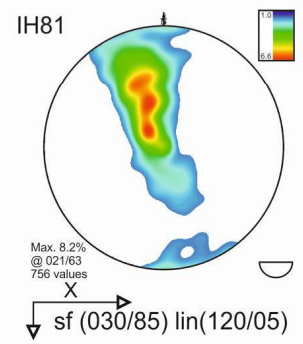 IH81
1.0
6.6
Max. 8.2%
@ 021/63
756 values
X
sf (030/85) lin(120/05)